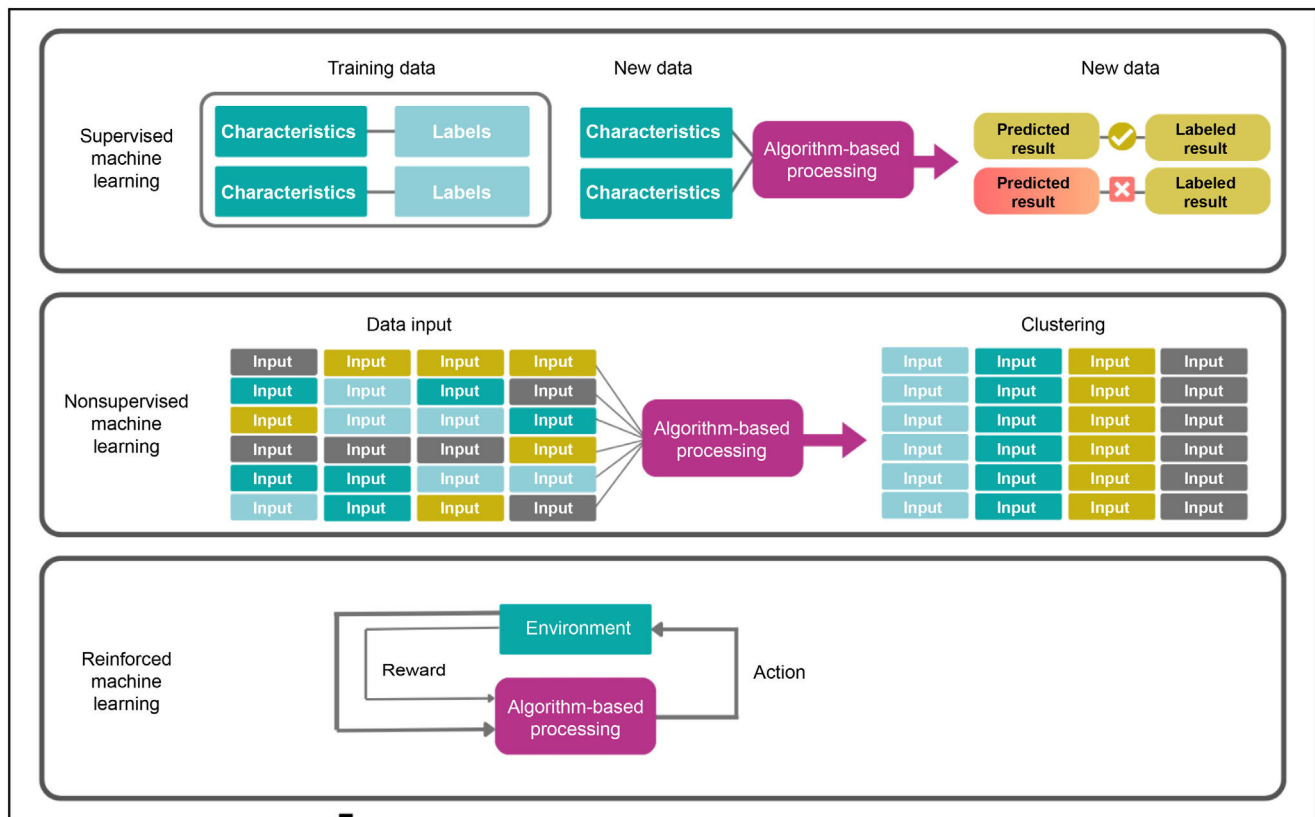 Training data
New data
New data
Supervised
machine
learning
Characteristics
Labels
Characteristics
Labels
Characteristics
Characteristics
Algorithm-based
processing
Predicted
result
Labeled
result
Predicted
result
Labeled
result
Data input
Clustering
Nonsupervised
machine
learning
Input Input Input Input
Input Input Input Input
Input Input Input Input
Input Input Input Input
Input Input Input Input
Input Input Input Input
Algorithm-based
processing
Input Input Input Input
Input Input Input Input
Input Input Input Input
Input Input Input Input
Input Input Input Input
Input Input Input Input
Reinforced
machine
learning
Environment
Reward
Action
Algorithm-based
processing